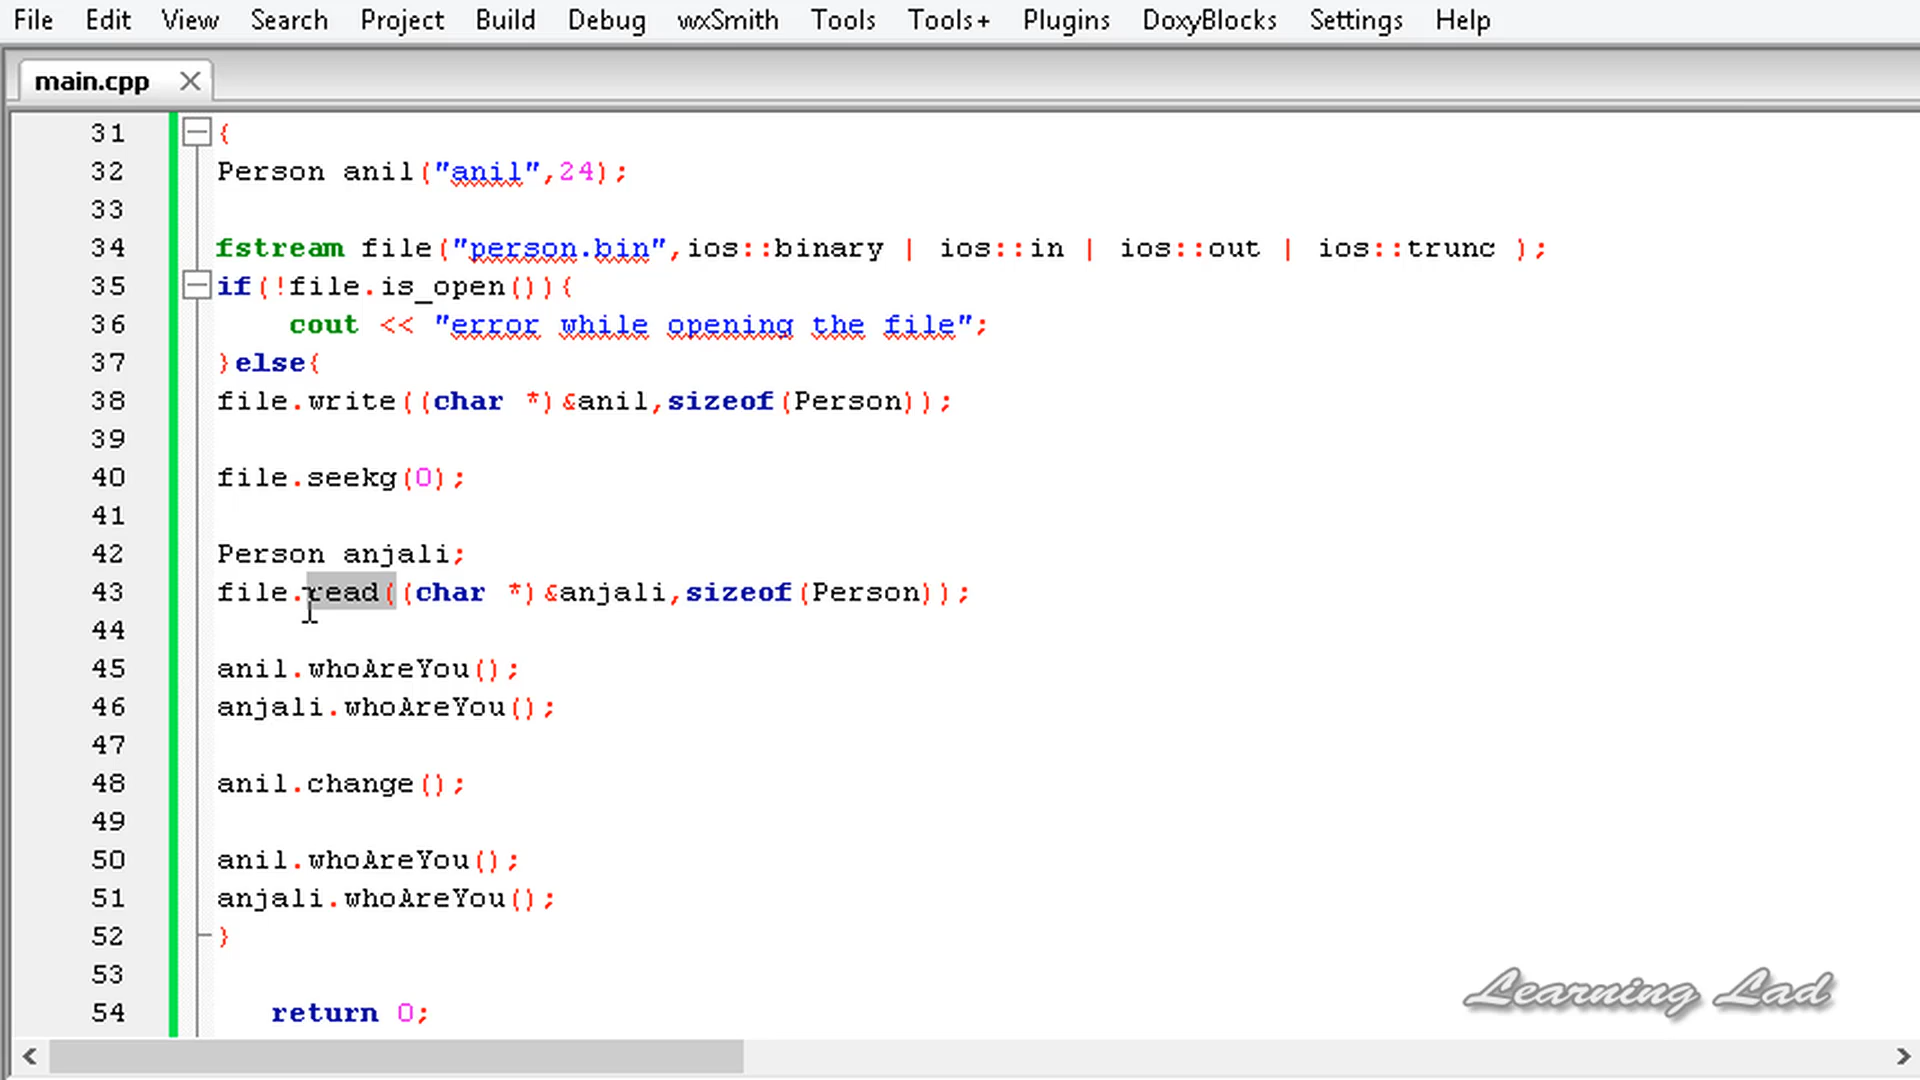 File Edit View Search Project Build Debug wxSmith Tools Tools+ Plugins DoxyBlocks Settings Help
main.cpp
31 {
32 Person anil("anil",24);
33
34 fstream file("person.bin",ios::binary | ios::in | ios::out | ios::trunc );
35 if(!file.is_open()){
36 cout << "error while opening the file";
37 }else{
38 file.write((char *)&anil,sizeof(Person));
39
40 file.seekg(0);
41
42 Person anjali;
43 file.read((char *)&anjali,sizeof(Person));
44
45 anil.whoAreYou();
46 anjali.whoAreYou();
47
48 anil.change();
49
50 anil.whoAreYou();
51 anjali.whoAreYou();
52 }
53
54 return 0;
Learning Lad